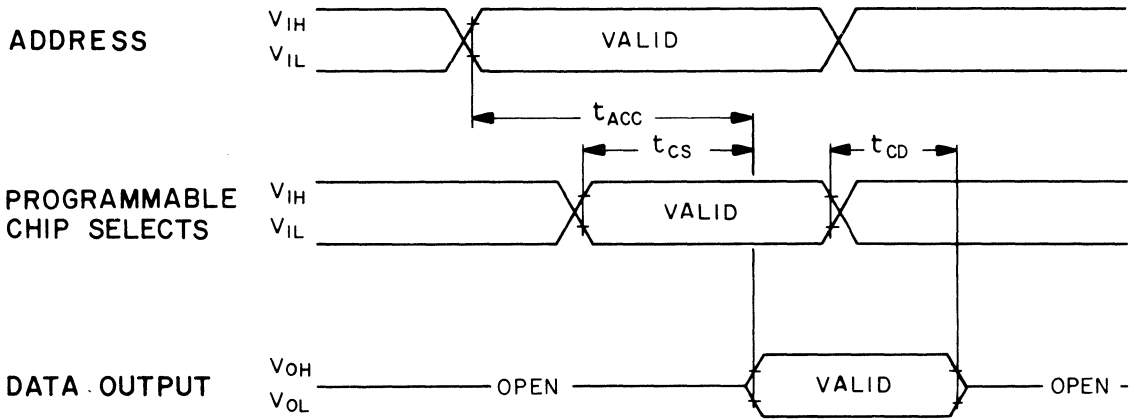 ADDRESS
VIH
VIL
VALID
tACC
tCS
tCD
PROGRAMMABLE
CHIP SELECTS
VIH
VIL
VALID
DATA OUTPUT
VOH
VOL
OPEN
VALID
OPEN